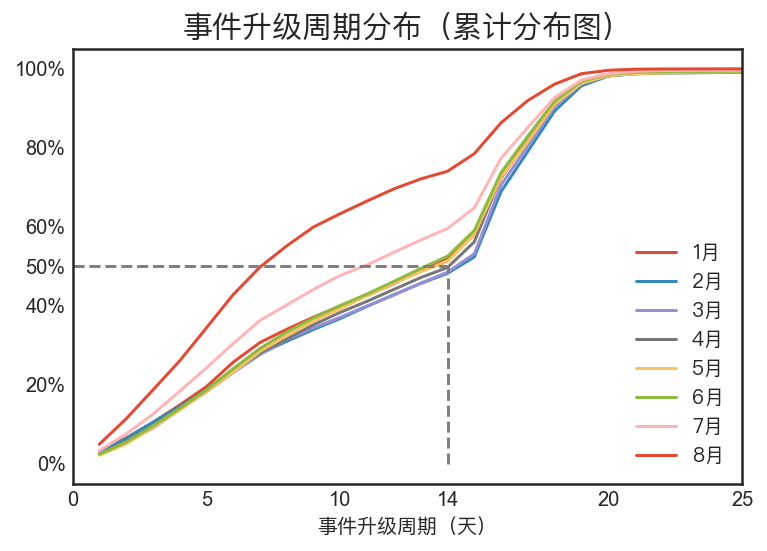 事件升级周期分布（累计分布图）
100%
80%
60%
50%
40%
20%
0%
0 5 10 14 20 25
事件升级周期（天）
1月
2月
3月
4月
5月
6月
7月
8月